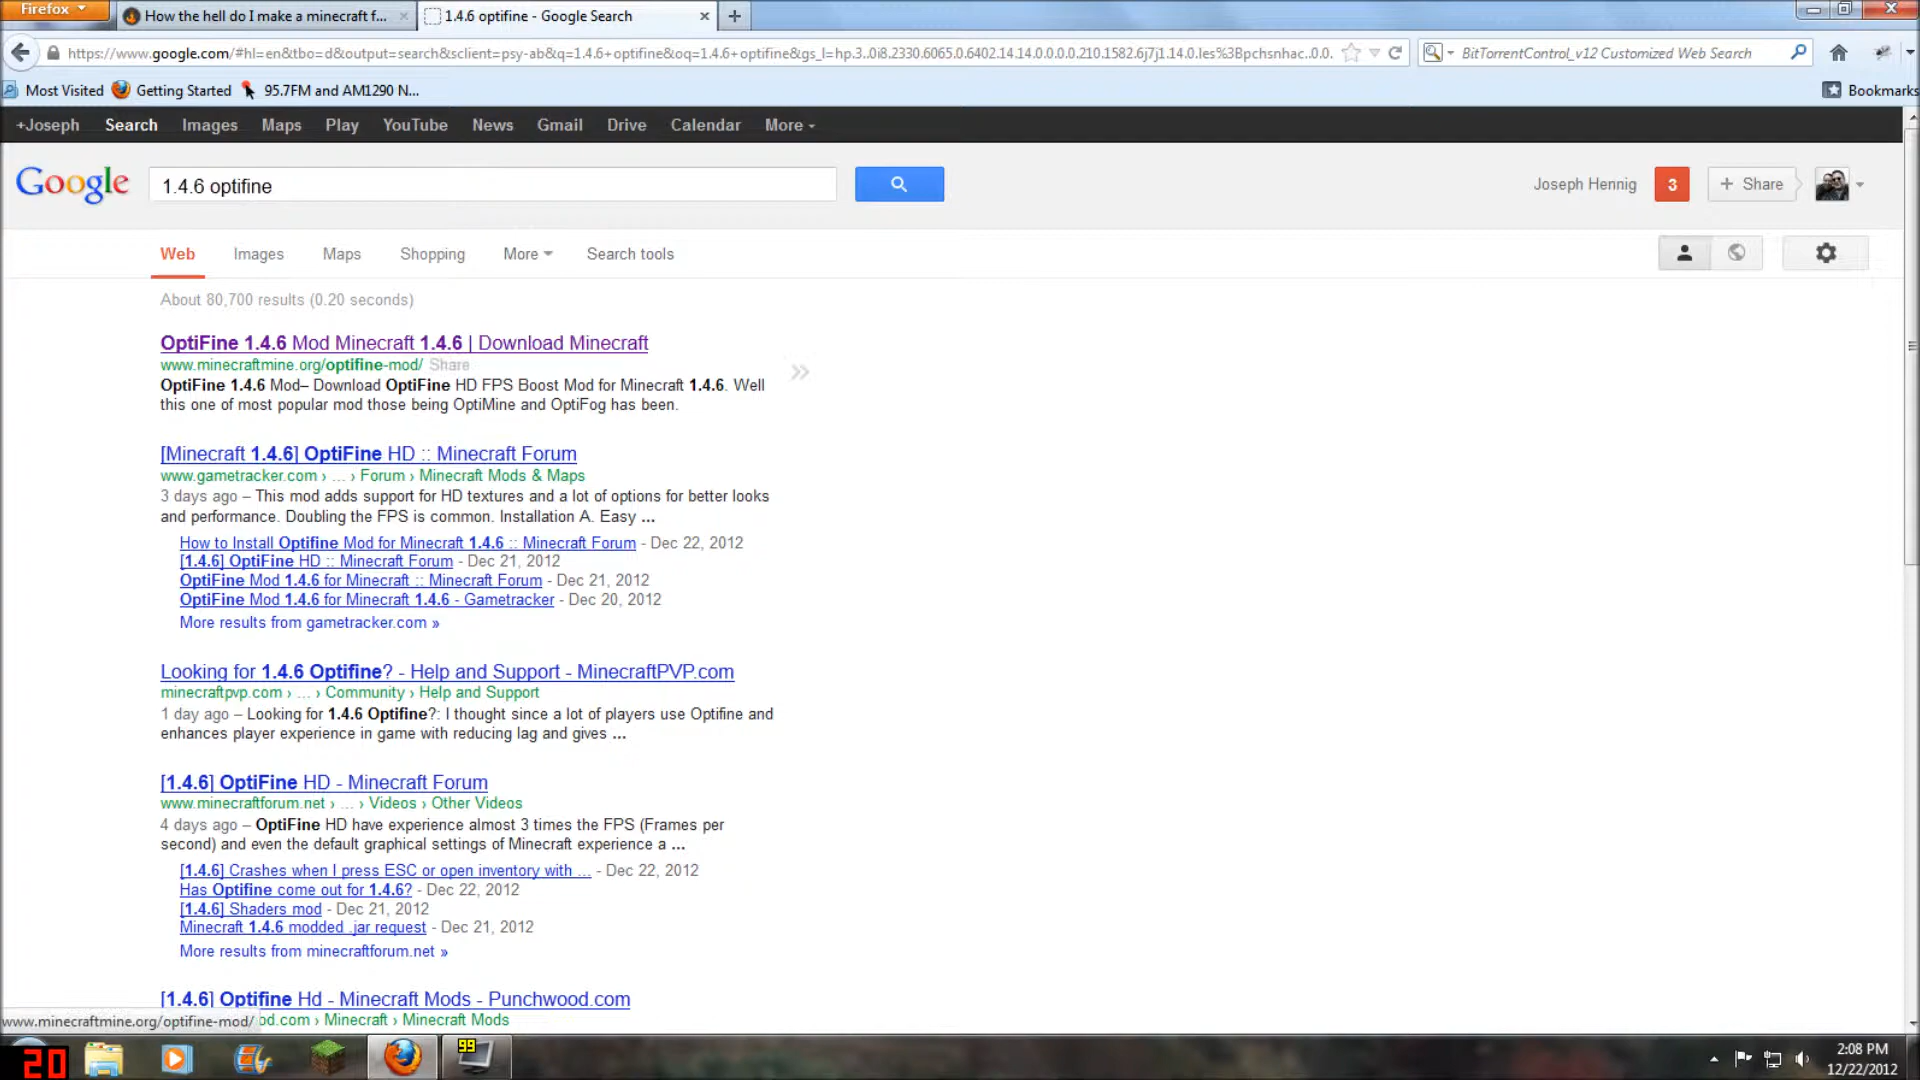 Firefox
How the hell do I make a minecraft f...
1.4.6 optifine - Google Search
https://www.google.com/#hl=en&tbo=d&output=search&sclient=psy-ab&q=1.4.6+optifine&oq=1.4.6+optifine&gs_l=hp.3..0i8.2330.6065.0.6402.14.14.0.0.0.0.210.1582.6j7j1.14.0.les%3Bpchsnhac..0.0.
BitTorrentControl_v12 Customized Web Search
Most Visited Getting Started 95.7FM and AM1290 N...
Bookmarks
+Joseph Search Images Maps Play YouTube News Gmail Drive Calendar More
Google
1.4.6 optifine
Joseph Hennig 3 + Share
Web Images Maps Shopping More Search tools
About 80,700 results (0.20 seconds)
OptiFine 1.4.6 Mod Minecraft 1.4.6 | Download Minecraft
www.minecraftmine.org/optifine-mod/ Share
OptiFine 1.4.6 Mod– Download OptiFine HD FPS Boost Mod for Minecraft 1.4.6. Well
this one of most popular mod those being OptiMine and OptiFog has been.
[Minecraft 1.4.6] OptiFine HD :: Minecraft Forum
www.gametracker.com › ... › Forum › Minecraft Mods & Maps
3 days ago – This mod adds support for HD textures and a lot of options for better looks
and performance. Doubling the FPS is common. Installation A. Easy ...
How to Install Optifine Mod for Minecraft 1.4.6 :: Minecraft Forum - Dec 22, 2012
[1.4.6] OptiFine HD :: Minecraft Forum - Dec 21, 2012
OptiFine Mod 1.4.6 for Minecraft :: Minecraft Forum - Dec 21, 2012
OptiFine Mod 1.4.6 for Minecraft 1.4.6 - Gametracker - Dec 20, 2012
More results from gametracker.com »
Looking for 1.4.6 Optifine? - Help and Support - MinecraftPVP.com
minecraftpvp.com › ... › Community › Help and Support
1 day ago – Looking for 1.4.6 Optifine?: I thought since a lot of players use Optifine and
enhances player experience in game with reducing lag and gives ...
[1.4.6] OptiFine HD - Minecraft Forum
www.minecraftforum.net › ... › Videos › Other Videos
4 days ago – OptiFine HD have experience almost 3 times the FPS (Frames per
second) and even the default graphical settings of Minecraft experience a ...
[1.4.6] Crashes when I press ESC or open inventory with ... - Dec 22, 2012
Has Optifine come out for 1.4.6? - Dec 22, 2012
[1.4.6] Shaders mod - Dec 21, 2012
Minecraft 1.4.6 modded .jar request - Dec 21, 2012
More results from minecraftforum.net »
[1.4.6] Optifine Hd - Minecraft Mods - Punchwood.com
www.minecraftmine.org/optifine-mod/ od.com › Minecraft › Minecraft Mods
20
99
2:08 PM
12/22/2012